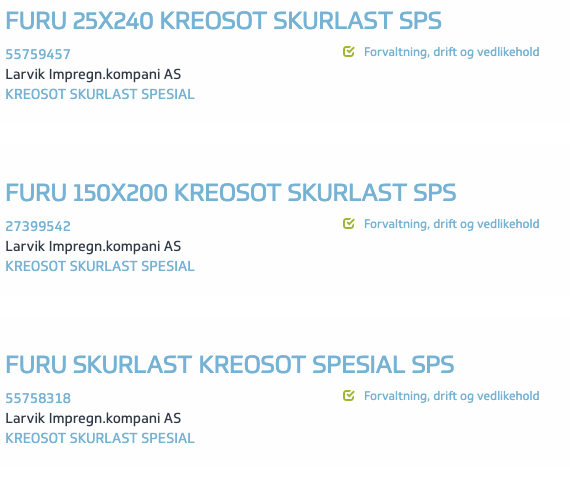 FURU 25X240 KREOSOT SKURLAST SPS
55759457
Forvaltning, drift og vedlikehold
Larvik Impregn.kompani AS
KREOSOT SKURLAST SPESIAL
FURU 150X200 KREOSOT SKURLAST SPS
27399542
Forvaltning, drift og vedlikehold
Larvik Impregn.kompani AS
KREOSOT SKURLAST SPESIAL
FURU SKURLAST KREOSOT SPESIAL SPS
55758318
Forvaltning, drift og vedlikehold
Larvik Impregn.kompani AS
KREOSOT SKURLAST SPESIAL